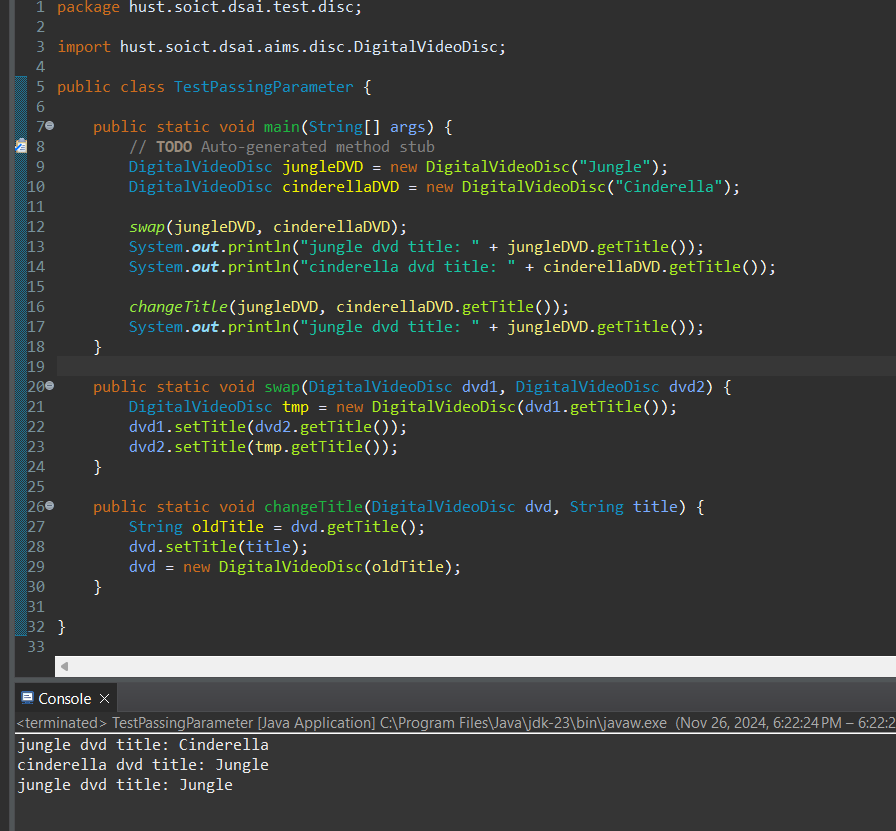 1 package hust.soict.dsai.test.disc;
2
3 import hust.soict.dsai.aims.disc.DigitalVideoDisc;
4
5 public class TestPassingParameter {
6
7 public static void main(String[] args) {
8 // TODO Auto-generated method stub
9 DigitalVideoDisc jungleDVD = new DigitalVideoDisc("Jungle");
10 DigitalVideoDisc cinderellaDVD = new DigitalVideoDisc("Cinderella");
11
12 swap(jungleDVD, cinderellaDVD);
13 System.out.println("jungle dvd title: " + jungleDVD.getTitle());
14 System.out.println("cinderella dvd title: " + cinderellaDVD.getTitle());
15
16 changeTitle(jungleDVD, cinderellaDVD.getTitle());
17 System.out.println("jungle dvd title: " + jungleDVD.getTitle());
18 }
19
20 public static void swap(DigitalVideoDisc dvd1, DigitalVideoDisc dvd2) {
21 DigitalVideoDisc tmp = new DigitalVideoDisc(dvd1.getTitle());
22 dvd1.setTitle(dvd2.getTitle());
23 dvd2.setTitle(tmp.getTitle());
24 }
25
26 public static void changeTitle(DigitalVideoDisc dvd, String title) {
27 String oldTitle = dvd.getTitle();
28 dvd.setTitle(title);
29 dvd = new DigitalVideoDisc(oldTitle);
30 }
31
32 }
33
Console
<terminated> TestPassingParameter [Java Application] C:\Program Files\Java\jdk-23\bin\javaw.exe (Nov 26, 2024, 6:22:24 PM – 6:22:2
jungle dvd title: Cinderella
cinderella dvd title: Jungle
jungle dvd title: Jungle